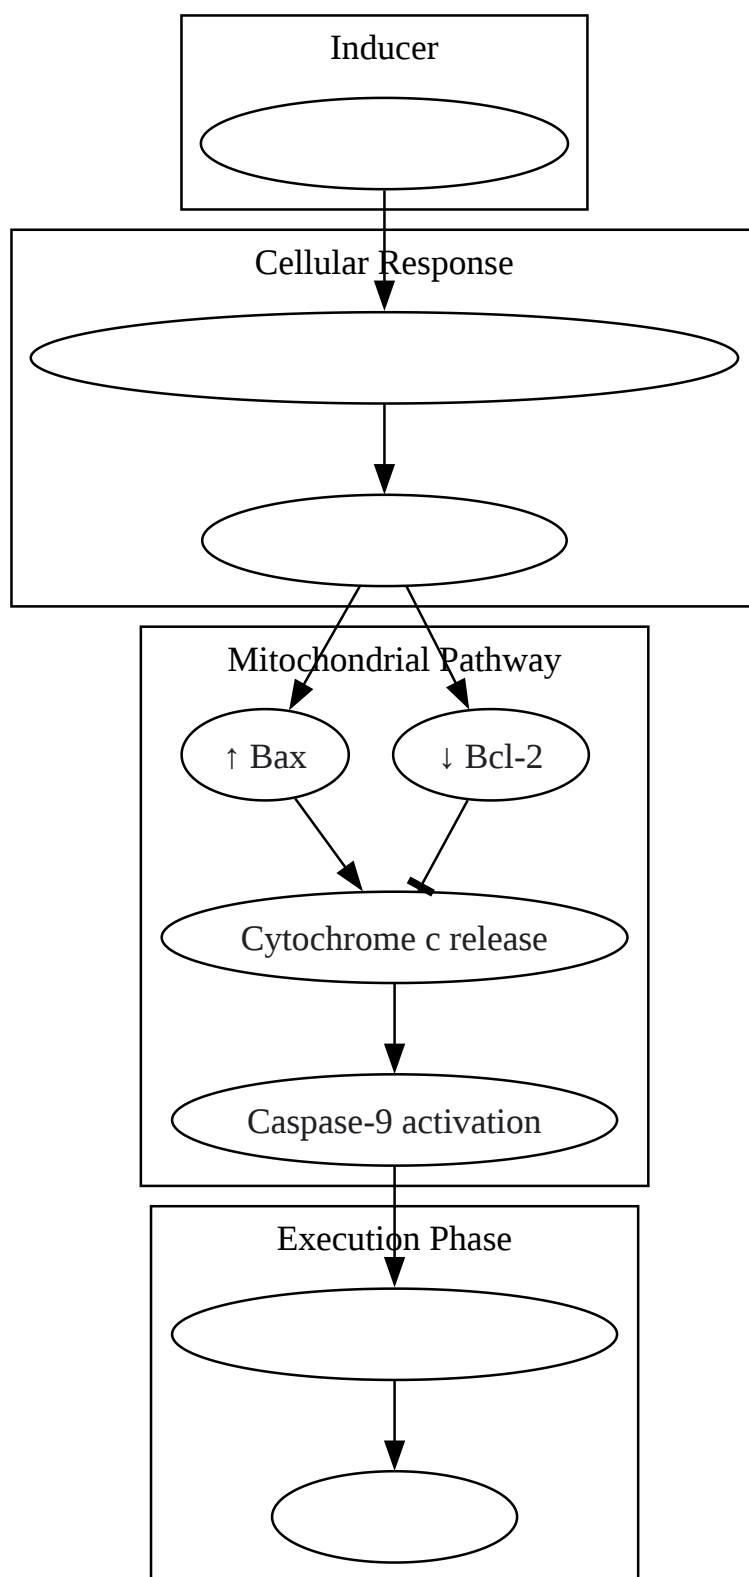 Inducer
Cellular Response
Mitochondrial Pathway
↑ Bax
↓ Bcl-2
Cytochrome c release
Caspase-9 activation
Execution Phase